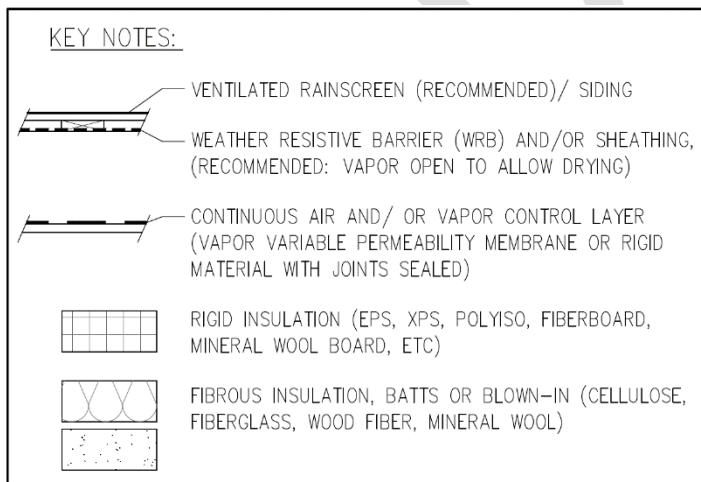 KEY NOTES:
VENTILATED RAINSCREEN (RECOMMENDED)/ SIDING
WEATHER RESISTIVE BARRIER (WRB) AND/OR SHEATHING,
(RECOMMENDED: VAPOR OPEN TO ALLOW DRYING)
CONTINUOUS AIR AND/ OR VAPOR CONTROL LAYER
(VAPOR VARIABLE PERMEABILITY MEMBRANE OR RIGID
MATERIAL WITH JOINTS SEALED)
RIGID INSULATION (EPS, XPS, POLYISO, FIBERBOARD,
MINERAL WOOL BOARD, ETC)
FIBROUS INSULATION, BATTS OR BLOWN-IN (CELLULOSE,
FIBERGLASS, WOOD FIBER, MINERAL WOOL)